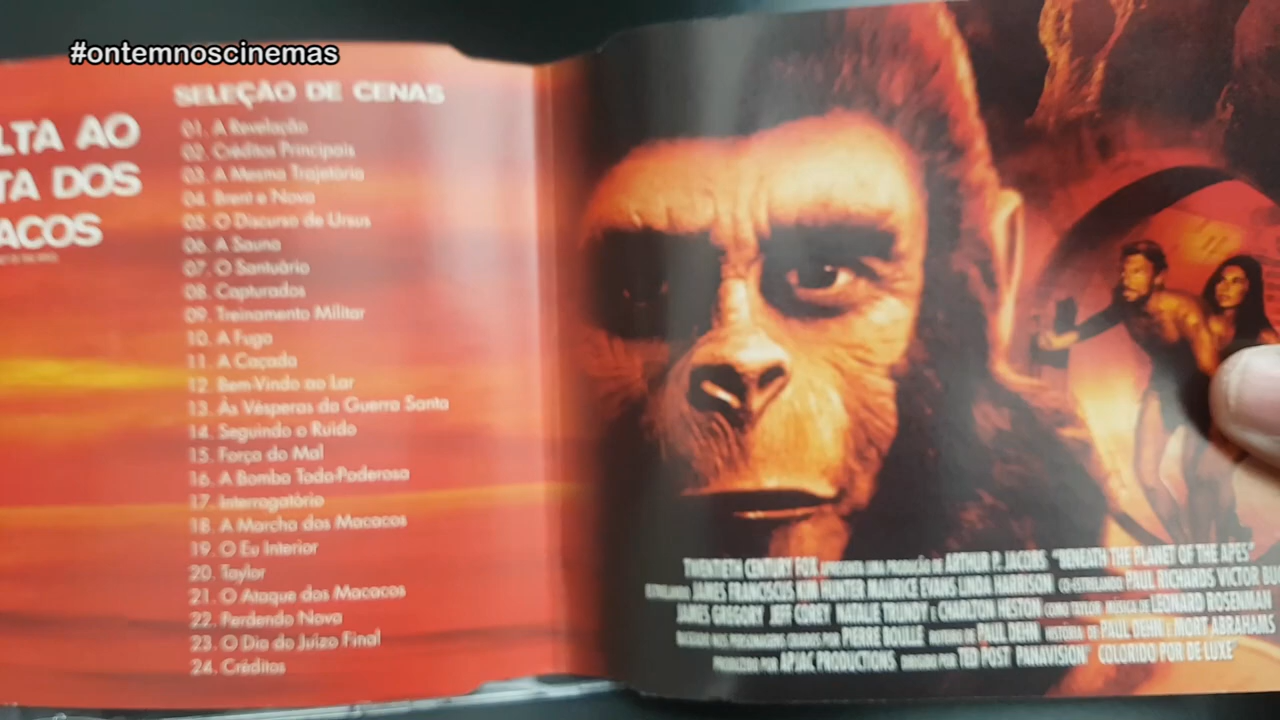 #ontemnoscinemas
LTA AO
TA DOS
ACOS
SELEÇÃO DE CENAS
01. A Revelação
02. Créditos Principais
03. A Mesma Trajetória
04. Brent e Nova
05. O Discurso de Ursus
06. A Sauna
07. O Santuário
08. Capturados
09. Treinamento Militar
10. A Fuga
11. A Caçada
12. Bem-Vindo ao Lar
13. Às Vésperas da Guerra Santa
14. Seguindo o Ruído
15. Força do Mal
16. A Bomba Todo-Poderosa
17. Interrogatório
18. A Marcha dos Macacos
19. O Eu Interior
20. Taylor
21. O Ataque dos Macacos
22. Perdendo Nova
23. O Dia do Juízo Final
24. Créditos
TWENTIETH CENTURY FOX APRESENTA UMA PRODUÇÃO DE ARTHUR P. JACOBS "BENEATH THE PLANET OF THE APES"
ESTRELANDO JAMES FRANCISCUS KIM HUNTER MAURICE EVANS LINDA HARRISON CO-ESTRELANDO PAUL RICHARDS VICTOR BU
JAMES GREGORY JEFF COREY NATALIE TRUNDY E CHARLTON HESTON COMO TAYLOR MÚSICA DE LEONARD ROSENMAN
PERSONAGENS CRIADOS POR PIERRE BOULLE ROTEIRO DE PAUL DEHN HISTÓRIA DE PAUL DEHN E MORT ABRAHAMS
PRODUZIDO POR APJAC PRODUCTIONS DIRIGIDO POR TED POST PANAVISION® COLORIDO POR DE LUXE®